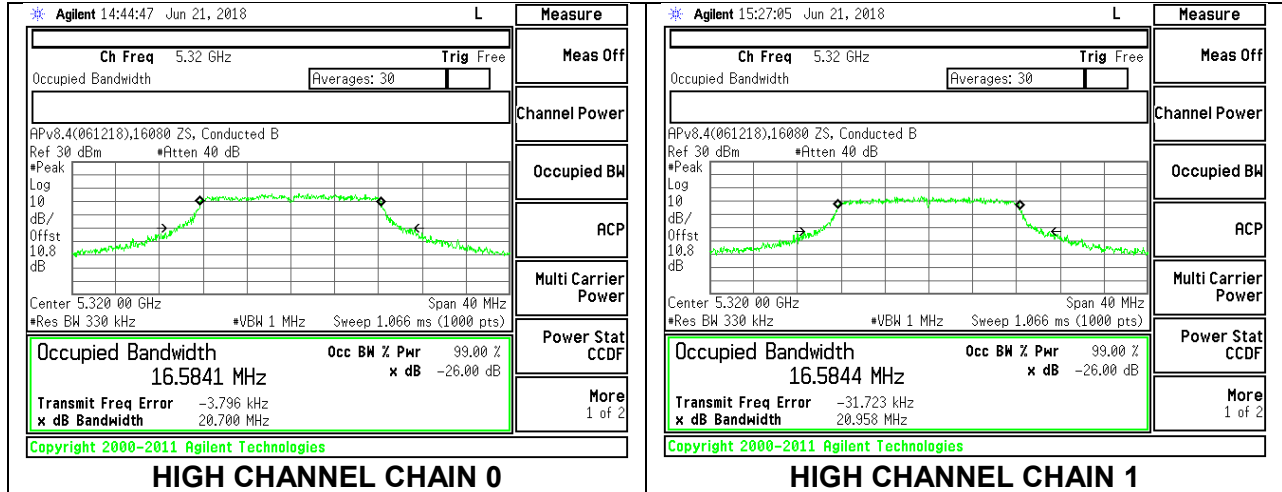 Agilent 14:44:47 Jun 21, 2018 L Measure
Ch Freq 5.32 GHz Trig Free
Meas Off
Occupied Bandwidth Averages: 30
Channel Power
APv8.4(061218),16080 ZS, Conducted B
Ref 30 dBm #Atten 40 dB
#Peak
Occupied BW
Log
10
dB/
ACP
Offst
10.8
dB
Multi Carrier
Power
Center 5.320 00 GHz Span 40 MHz
#Res BW 330 kHz #VBW 1 MHz Sweep 1.066 ms (1000 pts)
Power Stat
CCDF
Occupied Bandwidth Occ BW % Pwr 99.00 %
16.5841 MHz x dB -26.00 dB
More
1 of 2
Transmit Freq Error -3.796 kHz
x dB Bandwidth 20.700 MHz
Copyright 2000-2011 Agilent Technologies
HIGH CHANNEL CHAIN 0
Agilent 15:27:05 Jun 21, 2018 L Measure
Ch Freq 5.32 GHz Trig Free
Meas Off
Occupied Bandwidth Averages: 30
Channel Power
APv8.4(061218),16080 ZS, Conducted B
Ref 30 dBm #Atten 40 dB
#Peak
Occupied BW
Log
10
dB/
ACP
Offst
10.8
dB
Multi Carrier
Power
Center 5.320 00 GHz Span 40 MHz
#Res BW 330 kHz #VBW 1 MHz Sweep 1.066 ms (1000 pts)
Power Stat
CCDF
Occupied Bandwidth Occ BW % Pwr 99.00 %
16.5844 MHz x dB -26.00 dB
More
1 of 2
Transmit Freq Error -31.723 kHz
x dB Bandwidth 20.958 MHz
Copyright 2000-2011 Agilent Technologies
HIGH CHANNEL CHAIN 1